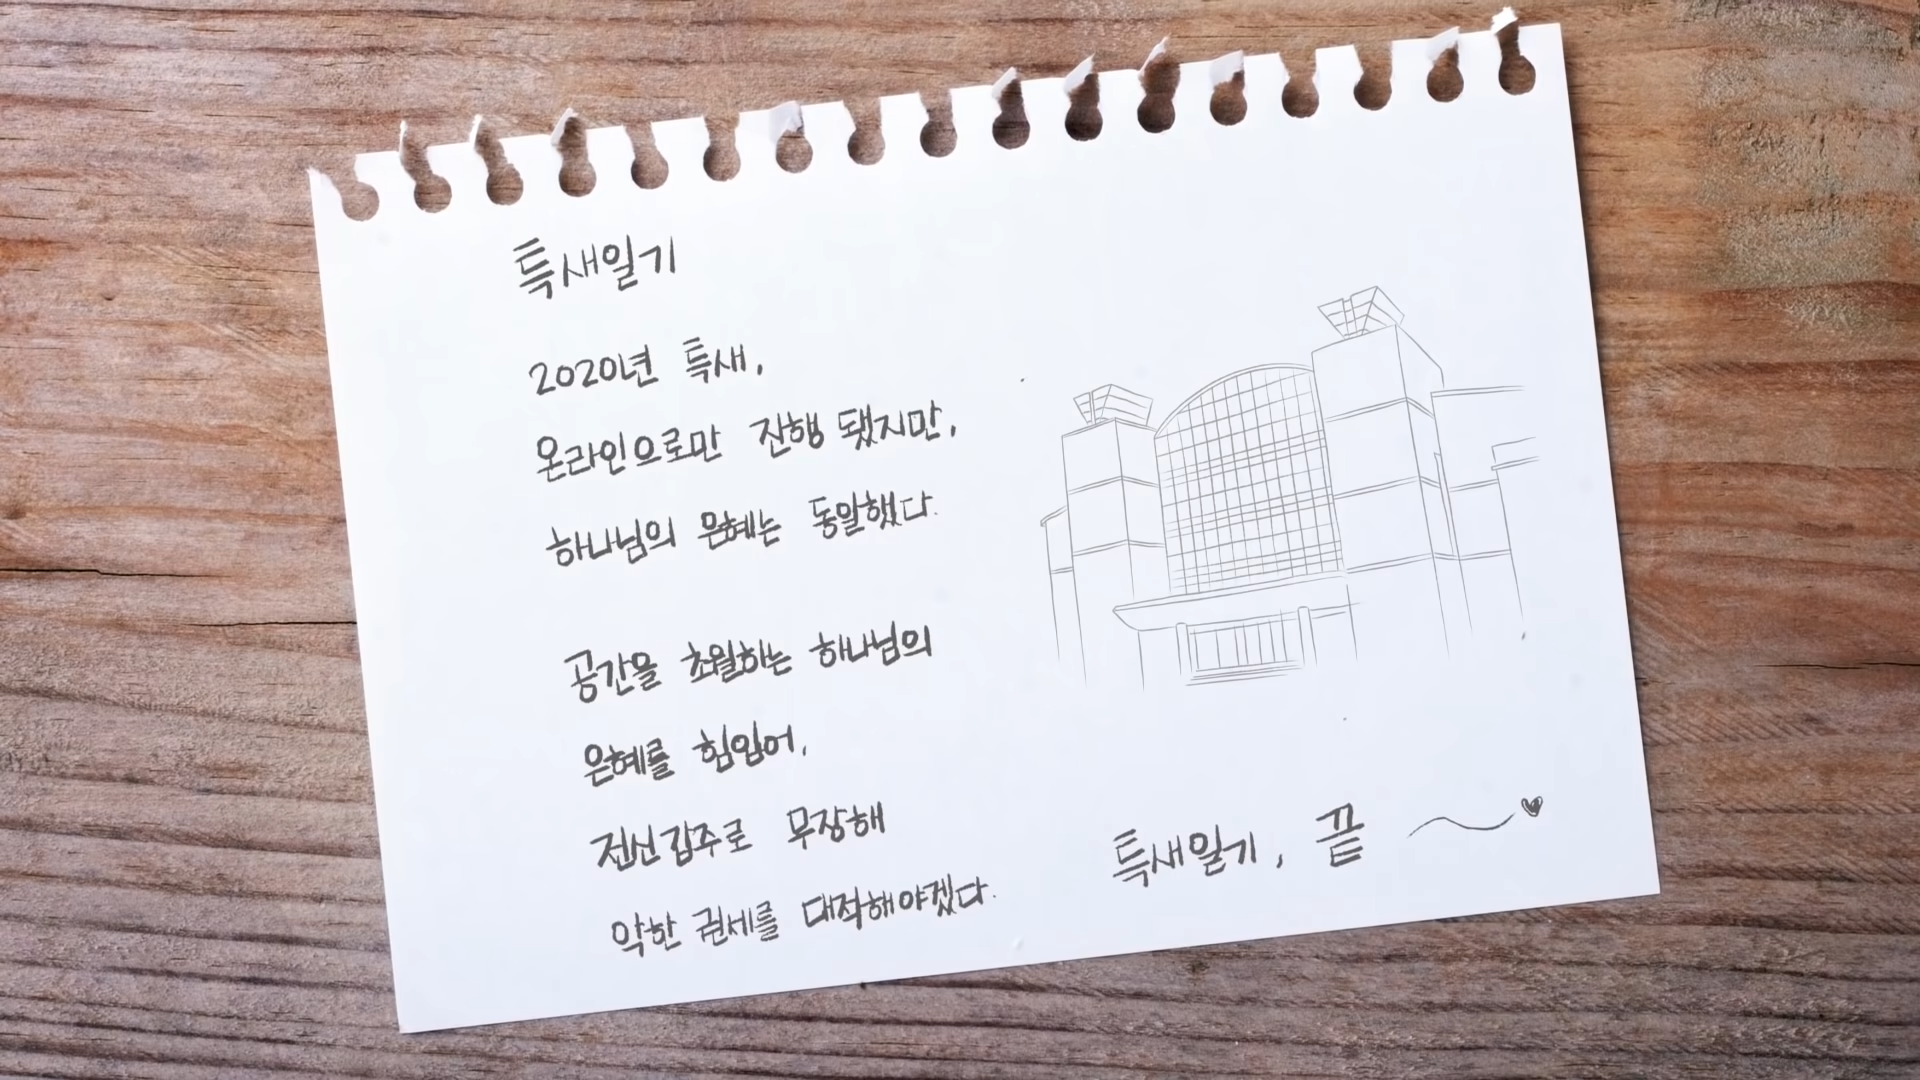 특새일기
2020년 특새,
온라인으로만 진행 됐지만,
하나님의 은혜는 동일했다.
공간을 초월하는 하나님의
은혜를 힘입어,
전신갑주로 무장해
악한 권세를 대적해야겠다.
특새일기, 끝